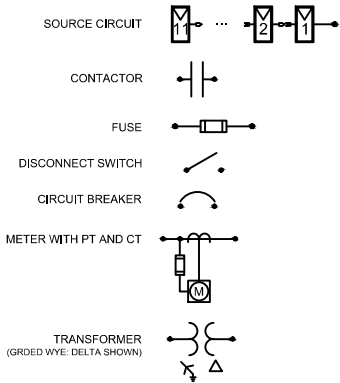 SOURCE CIRCUIT 11 ... 2 1
CONTACTOR
FUSE
DISCONNECT SWITCH
CIRCUIT BREAKER
METER WITH PT AND CT
M
TRANSFORMER
(GRDED WYE: DELTA SHOWN)